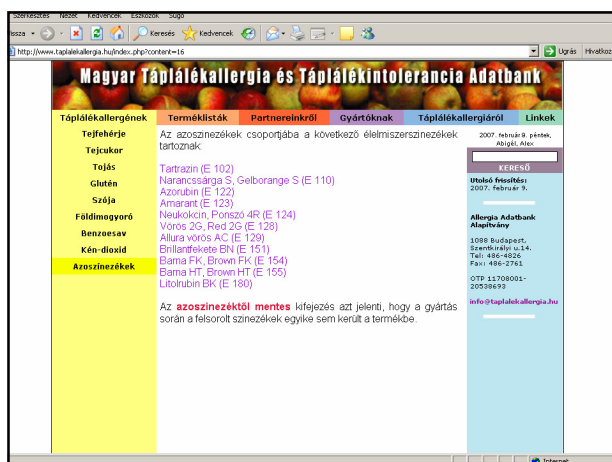 Szerkesztés Nézet Kedvencek Eszközök Súgó
Keresés Kedvencek
http://www.taplalekallergia.hu/index.php?content=16 Ugrás Hivatkoz
Magyar Táplálékallergia és Táplálékintolerancia Adatbank
Táplálékallergének Terméklisták Partnereinkről Gyártóknak Táplálékallergiáról Linkek
Tejfehérje
Tejcukor
Tojás
Glutén
Szója
Földimogyoró
Benzoesav
Kén-dioxid
Azoszínezékek
Az azoszinezékek csoportjába a következő élelmiszerszinezékek
tartoznak:
Tartrazin (E 102)
Narancssárga S, Gelborange S (E 110)
Azorubin (E 122)
Amarant (E 123)
Neukokcin, Ponszó 4R (E 124)
Vörös 2G, Red 2G (E 128)
Allura vörös AC (E 129)
Brillantfekete BN (E 151)
Barna FK, Brown FK (E 154)
Barna HT, Brown HT (E 155)
Litolrubin BK (E 180)
Az azoszinezéktől mentes kifejezés azt jelenti, hogy a gyártás
során a felsorolt szinezékek egyike sem került a termékbe.
2007. február 9. péntek,
Abigél, Alex
KERESŐ
Utolsó frissítés:
2007. február 9.
Allergia Adatbank
Alapítvány
1088 Budapest,
Szentkirályi u.14.
Tel: 486-4826
Fax: 486-2761
OTP 11708001-
20538693
info@taplalekallergia.hu
Internet